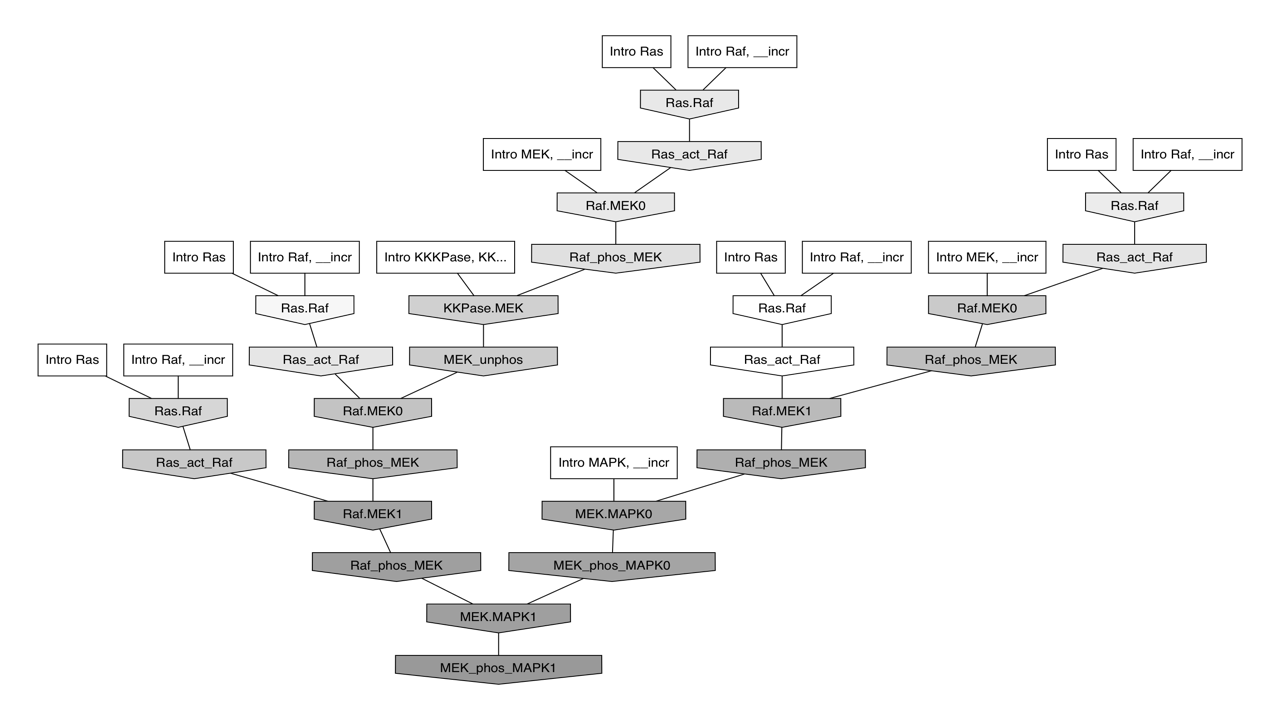 Intro Ras
Intro Raf, __incr
Ras.Raf
Intro MEK, __incr
Ras_act_Raf
Intro Ras
Intro Raf, __incr
Raf.MEK0
Ras.Raf
Intro Ras
Intro Raf, __incr
Intro KKKPase, KK...
Raf_phos_MEK
Intro Ras
Intro Raf, __incr
Intro MEK, __incr
Ras_act_Raf
Ras.Raf
KKPase.MEK
Ras.Raf
Raf.MEK0
Intro Ras
Intro Raf, __incr
Ras_act_Raf
MEK_unphos
Ras_act_Raf
Raf_phos_MEK
Ras.Raf
Raf.MEK0
Raf.MEK1
Ras_act_Raf
Raf_phos_MEK
Intro MAPK, __incr
Raf_phos_MEK
Raf.MEK1
MEK.MAPK0
Raf_phos_MEK
MEK_phos_MAPK0
MEK.MAPK1
MEK_phos_MAPK1